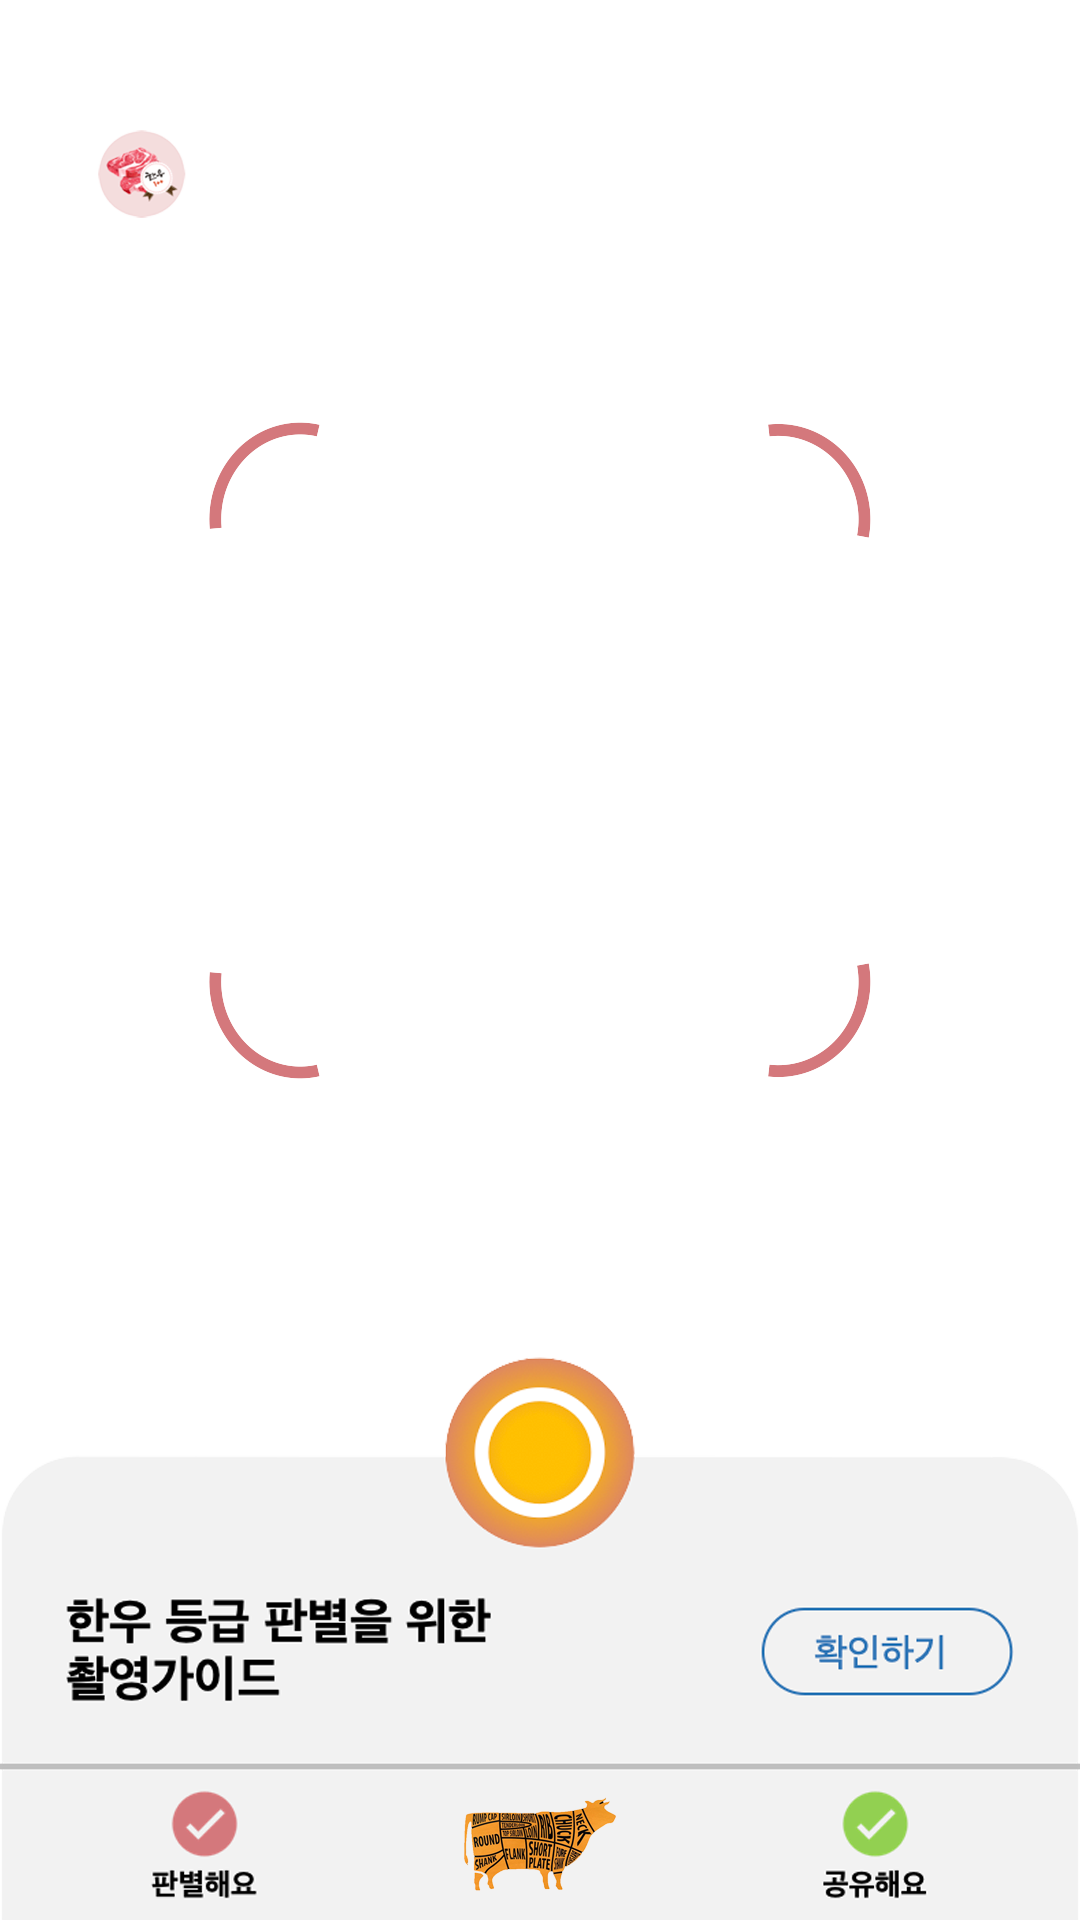 한우
한우 등급 판별을 위한
촬영가이드
확인하기
RUMP CAP
SIRLOIN
SHORT
TENDERLOIN
TOP SIRLOIN
LOIN
RIB
CHUCK
NECK
ROUND
FLANK
SHORT
PLATE
SHANK
판별해요
공유해요